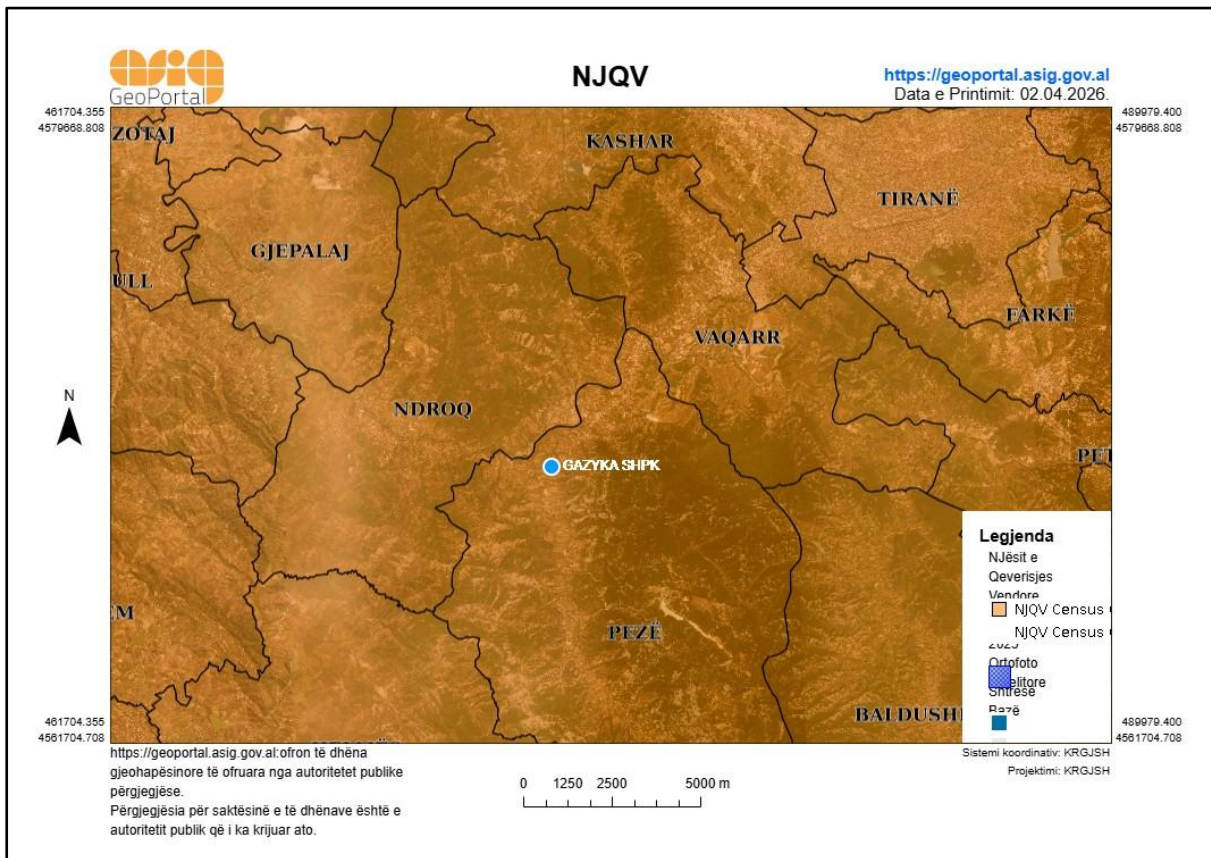 asig
GeoPortal
NJQV
https://geoportal.asig.gov.al
Data e Printimit: 02.04.2026.
461704.355
4579668.808
489979.400
4579668.808
ZOTAJ
KASHAR
TIRANË
GJEPALAJ
ULL
FARKË
VAQARR
NDROQ
N
PET
GAZYKA SHPK
Legjenda
NJësit e
Qeverisjes
Vendore
NJQV Census
NJQV Census
Ortofoto
Shtrese
Bazë
EM
PEZË
BALDUSH
461704.355
4561704.708
489979.400
4561704.708
https://geoportal.asig.gov.al:ofron të dhëna
gjeohapësinore të ofruara nga autoritetet publike
përgjegjëse.
Përgjegjësia për saktësinë e të dhënave është e
autoritetit publik që i ka krijuar ato.
Sistemi koordinativ: KRGJSH
Projektimi: KRGJSH
0 1250 2500 5000 m